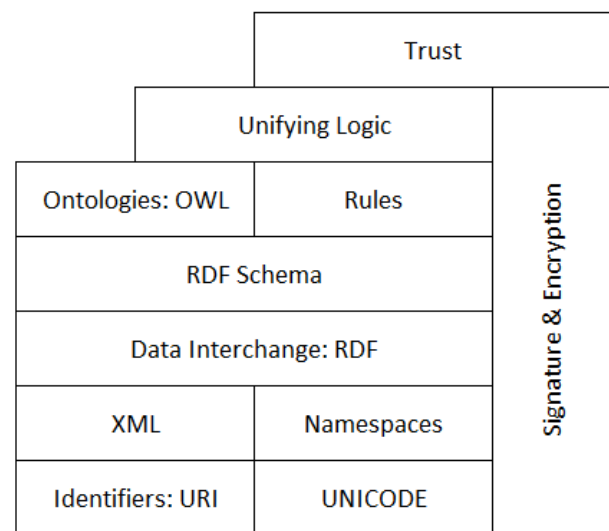 Trust
Unifying Logic
Ontologies: OWL
Rules
RDF Schema
Data Interchange: RDF
XML
Namespaces
Identifiers: URI
UNICODE
Signature & Encryption